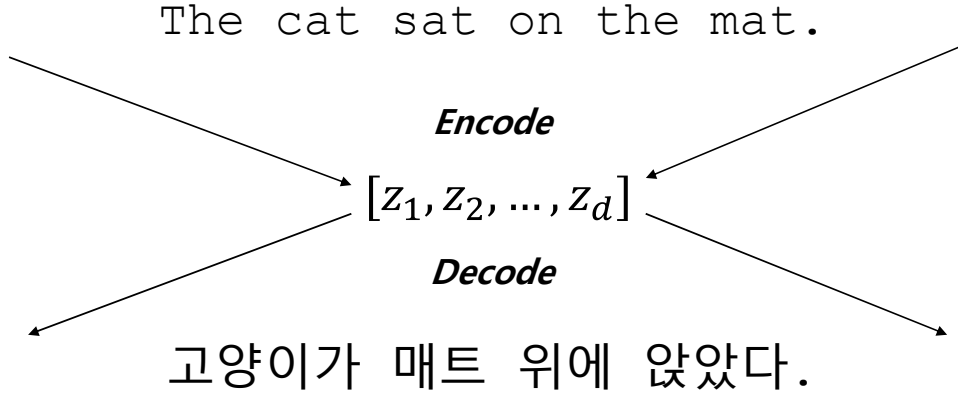 The cat sat on the mat.
Encode
[z₁, z₂, … , z_d]
Decode
고양이가 매트 위에 앉았다.